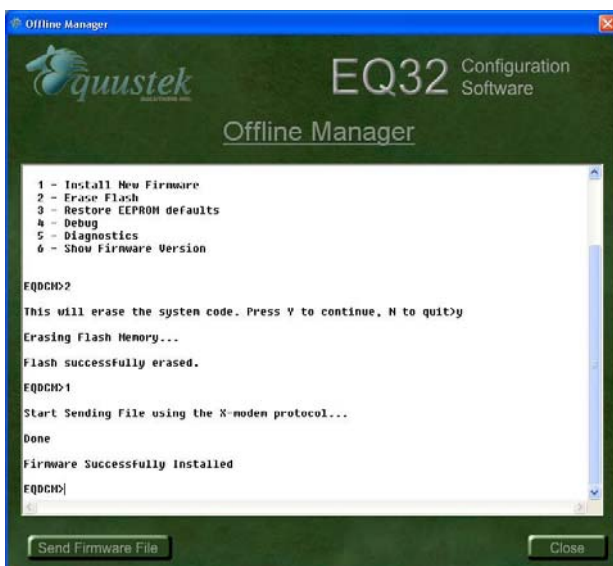 Offline Manager
Equustek
SOLUTIONS INC.
EQ32 Configuration Software
Offline Manager
1 - Install New Firmware
2 - Erase Flash
3 - Restore EEPROM defaults
4 - Debug
5 - Diagnostics
6 - Show Firmware Version
EQDCM>2
This will erase the system code. Press Y to continue, N to quit>y
Erasing Flash Memory...
Flash successfully erased.
EQDCM>1
Start Sending File using the X-modem protocol...
Done
Firmware Successfully Installed
EQDCM>
Send Firmware File
Close